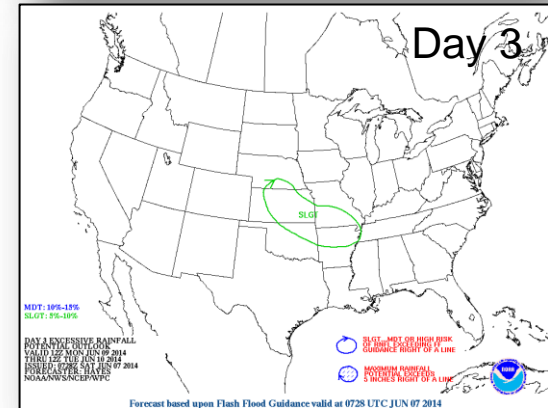 Day 3
SLGT
MDT: 10%-15%
SLGT: 5%-10%
DAY 3 EXCESSIVE RAINFALL
POTENTIAL OUTLOOK
VALID 12Z MON JUN 09 2014
THRU 12Z TUE JUN 10 2014
ISSUED: 0728Z SAT JUN 07 2014
FORECASTER: HAYES
NOAA/NWS/NCEP/WPC
SLGT...MDT OR HIGH RISK
OF RNFL EXCEEDING FF
GUIDANCE RIGHT OF A LINE
MAXIMUM RAINFALL
POTENTIAL EXCEEDS
5 INCHES RIGHT OF A LINE
Forecast based upon Flash Flood Guidance valid at 0728 UTC JUN 07 2014